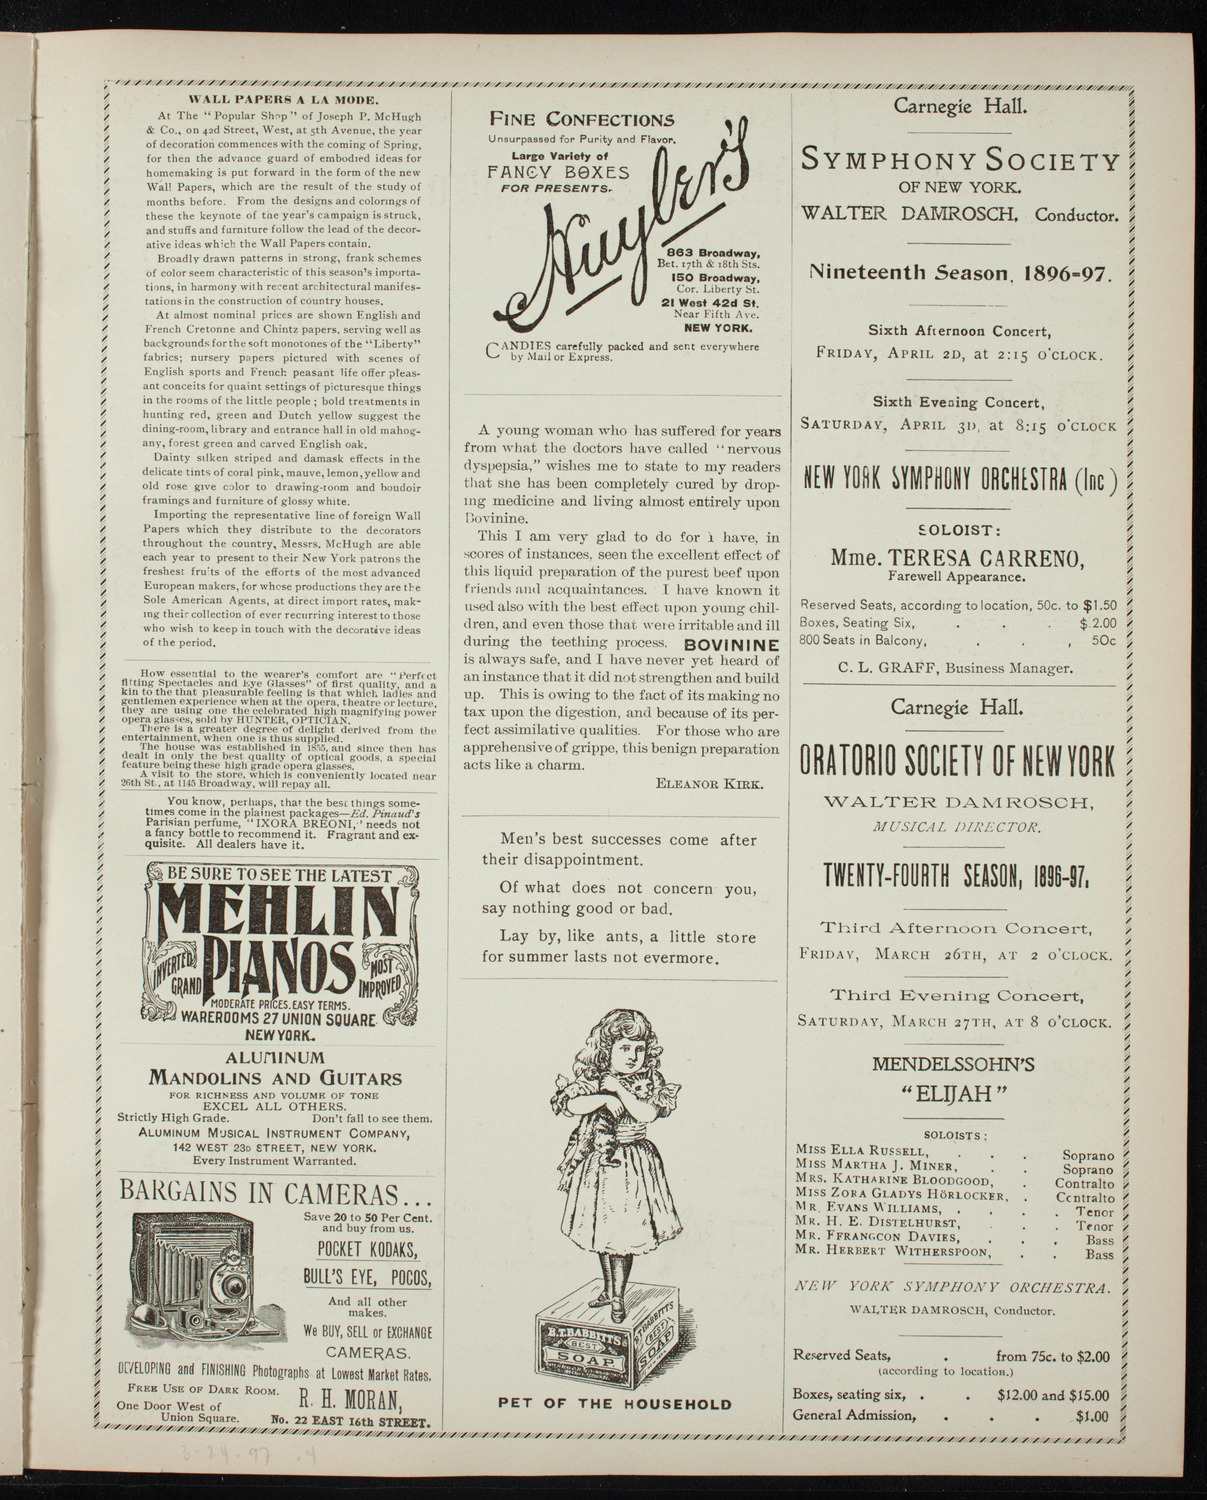 WALL PAPERS A LA MODE.
At The "Popular Shop" of Joseph P. McHugh
& Co., on 42d Street, West, at 5th Avenue, the year
of decoration commences with the coming of Spring,
for then the advance guard of embodied ideas for
homemaking is put forward in the form of the new
Wall Papers, which are the result of the study of
months before. From the designs and colorings of
these the keynote of the year's campaign is struck,
and stuffs and furniture follow the lead of the decor-
ative ideas which the Wall Papers contain.
Broadly drawn patterns in strong, frank schemes
of color seem characteristic of this season's importa-
tions, in harmony with recent architectural manifes-
tations in the construction of country houses.
At almost nominal prices are shown English and
French Cretonne and Chintz papers, serving well as
backgrounds for the soft monotones of the "Liberty"
fabrics; nursery papers pictured with scenes of
English sports and French peasant life offer pleas-
ant conceits for quaint settings of picturesque things
in the rooms of the little people; bold treatments in
hunting red, green and Dutch yellow suggest the
dining-room, library and entrance hall in old mahog-
any, forest green and carved English oak.
Dainty silken striped and damask effects in the
delicate tints of coral pink, mauve, lemon, yellow and
old rose give color to drawing-room and boudoir
framings and furniture of glossy white.
Importing the representative line of foreign Wall
Papers which they distribute to the decorators
throughout the country, Messrs. McHugh are able
each year to present to their New York patrons the
freshest fruits of the efforts of the most advanced
European makers, for whose productions they are the
Sole American Agents, at direct import rates, mak-
ing their collection of ever recurring interest to those
who wish to keep in touch with the decorative ideas
of the period.
How essential to the wearer's comfort are "Perfect
fitting Spectacles and Eye Glasses" of first quality, and a
kin to the that pleasurable feeling is that which ladies and
gentlemen experience when at the opera, theatre or lecture,
they are using one the celebrated high magnifying power
opera glasses, sold by HUNTER, OPTICIAN.
There is a greater degree of delight derived from the
entertainment, when one is thus supplied.
The house was established in 1855, and since then has
dealt in only the best quality of optical goods, a special
feature being these high grade opera glasses.
A visit to the store, which is conveniently located near
26th St., at 1145 Broadway, will repay all.
You know, perhaps, that the best things some-
times come in the plainest packages—Ed. Pinaud's
Parisian perfume, "IXORA BREONI," needs not
a fancy bottle to recommend it. Fragrant and ex-
quisite. All dealers have it.
BE SURE TO SEE THE LATEST
MEHLIN
PIANOS
INVERTED GRAND
MOST IMPROVED
MODERATE PRICES. EASY TERMS.
WAREROOMS 27 UNION SQUARE
NEW YORK.
ALUMINUM
MANDOLINS AND GUITARS
FOR RICHNESS AND VOLUME OF TONE
EXCEL ALL OTHERS.
Strictly High Grade. Don't fail to see them.
ALUMINUM MUSICAL INSTRUMENT COMPANY,
142 WEST 23D STREET, NEW YORK.
Every Instrument Warranted.
BARGAINS IN CAMERAS...
Save 20 to 50 Per Cent.
and buy from us.
POCKET KODAKS,
BULL'S EYE, POCOS,
And all other
makes.
We BUY, SELL or EXCHANGE
CAMERAS.
DEVELOPING and FINISHING Photographs at Lowest Market Rates.
FREE USE OF DARK ROOM.
One Door West of
Union Square.
R. H. MORAN,
No. 22 EAST 16th STREET.
FINE CONFECTIONS
Unsurpassed for Purity and Flavor.
Large Variety of
FANCY BOXES
FOR PRESENTS.
Huyler's
863 Broadway,
Bet. 17th & 18th Sts.
150 Broadway,
Cor. Liberty St.
21 West 42d St.
Near Fifth Ave.
NEW YORK.
CANDIES carefully packed and sent everywhere
by Mail or Express.
A young woman who has suffered for years
from what the doctors have called "nervous
dyspepsia," wishes me to state to my readers
that she has been completely cured by drop-
ing medicine and living almost entirely upon
Bovinine.
This I am very glad to do for I have, in
scores of instances, seen the excellent effect of
this liquid preparation of the purest beef upon
friends and acquaintances. I have known it
used also with the best effect upon young chil-
dren, and even those that were irritable and ill
during the teething process. BOVININE
is always safe, and I have never yet heard of
an instance that it did not strengthen and build
up. This is owing to the fact of its making no
tax upon the digestion, and because of its per-
fect assimilative qualities. For those who are
apprehensive of grippe, this benign preparation
acts like a charm.
ELEANOR KIRK.
Men's best successes come after
their disappointment.
Of what does not concern you,
say nothing good or bad.
Lay by, like ants, a little store
for summer lasts not evermore.
B.T. BABBITT'S
BEST
SOAP
B.T. BABBITT'S
BEST
SOAP
PET OF THE HOUSEHOLD
Carnegie Hall.
SYMPHONY SOCIETY
OF NEW YORK.
WALTER DAMROSCH, Conductor.
Nineteenth Season, 1896-97.
Sixth Afternoon Concert,
FRIDAY, APRIL 2D, at 2:15 O'CLOCK.
Sixth Evening Concert,
SATURDAY, APRIL 3D, at 8:15 O'CLOCK
NEW YORK SYMPHONY ORCHESTRA (Inc)
SOLOIST:
Mme. TERESA CARRENO,
Farewell Appearance.
Reserved Seats, according to location, 50c. to $1.50
Boxes, Seating Six, . . . $.2.00
800 Seats in Balcony, . . , 50c
C. L. GRAFF, Business Manager.
Carnegie Hall.
ORATORIO SOCIETY OF NEW YORK
WALTER DAMROSCH,
MUSICAL DIRECTOR.
TWENTY-FOURTH SEASON, 1896-97,
Third Afternoon Concert,
FRIDAY, MARCH 26TH, AT 2 O'CLOCK.
Third Evening Concert,
SATURDAY, MARCH 27TH, AT 8 O'CLOCK.
MENDELSSOHN'S
"ELIJAH"
SOLOISTS:
MISS ELLA RUSSELL, . . . Soprano
MISS MARTHA J. MINER, . . Soprano
MRS. KATHARINE BLOODGOOD, . Contralto
MISS ZORA GLADYS HÖRLOCKER, . Contralto
MR. EVANS WILLIAMS, . . . . Tenor
MR. H. E. DISTELHURST, . . . Tenor
MR. FFRANGCON DAVIES, . . . Bass
MR. HERBERT WITHERSPOON, . . Bass
NEW YORK SYMPHONY ORCHESTRA.
WALTER DAMROSCH, Conductor.
Reserved Seats, . from 75c. to $2.00
(according to location.)
Boxes, seating six, . . $12.00 and $15.00
General Admission, . . . $1.00
3-24-97